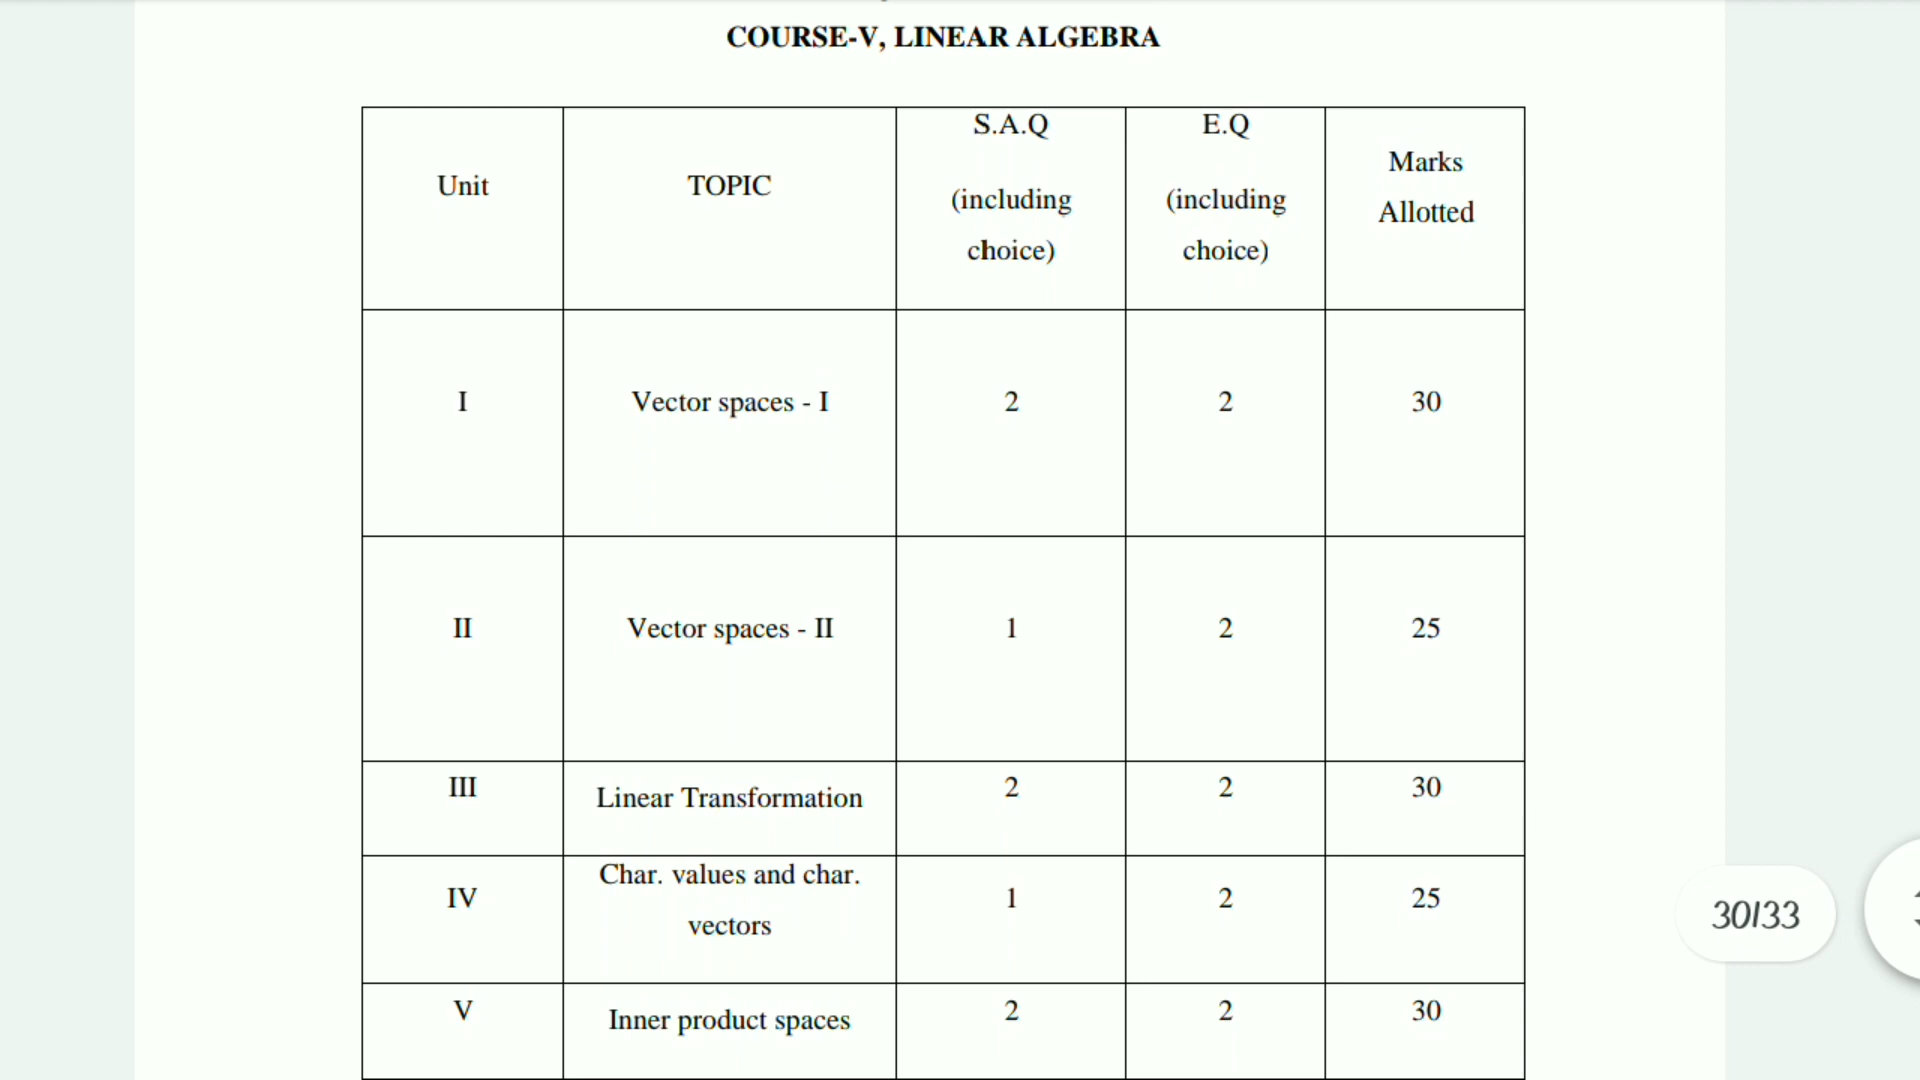 COURSE-V, LINEAR ALGEBRA
Unit
TOPIC
S.A.Q
(including
choice)
E.Q
(including
choice)
Marks
Allotted
I
Vector spaces - I
2
2
30
II
Vector spaces - II
1
2
25
III
Linear Transformation
2
2
30
IV
Char. values and char.
vectors
1
2
25
V
Inner product spaces
2
2
30
30/33